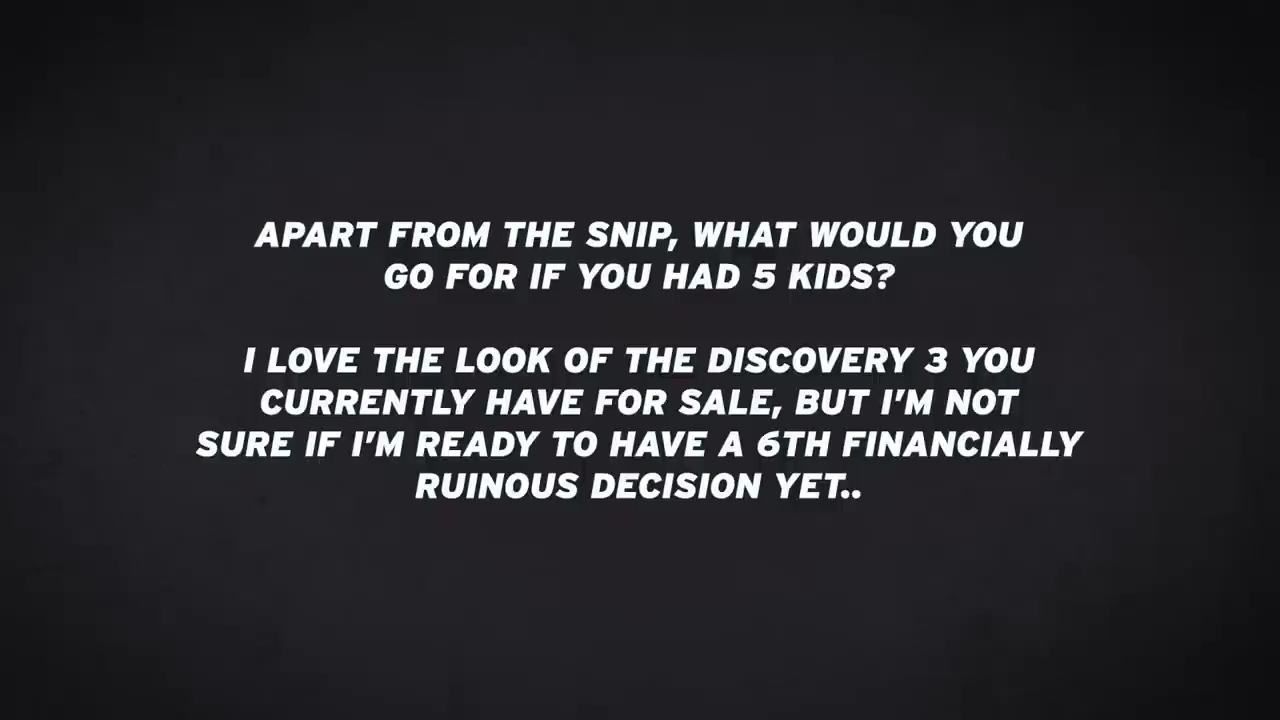 APART FROM THE SNIP, WHAT WOULD YOU
GO FOR IF YOU HAD 5 KIDS?
I LOVE THE LOOK OF THE DISCOVERY 3 YOU
CURRENTLY HAVE FOR SALE, BUT I'M NOT
SURE IF I'M READY TO HAVE A 6TH FINANCIALLY
RUINOUS DECISION YET..